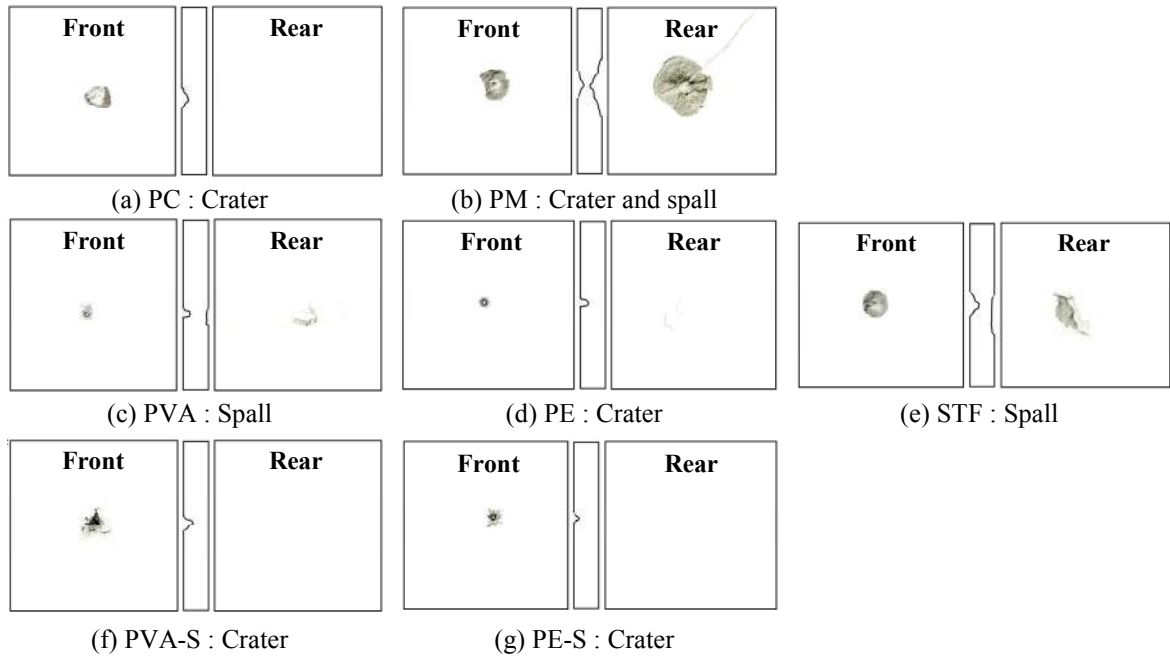 Front Rear Front Rear
(a) PC : Crater (b) PM : Crater and spall
Front Rear Front Rear Front Rear
(c) PVA : Spall (d) PE : Crater (e) STF : Spall
Front Rear Front Rear
(f) PVA-S : Crater (g) PE-S : Crater